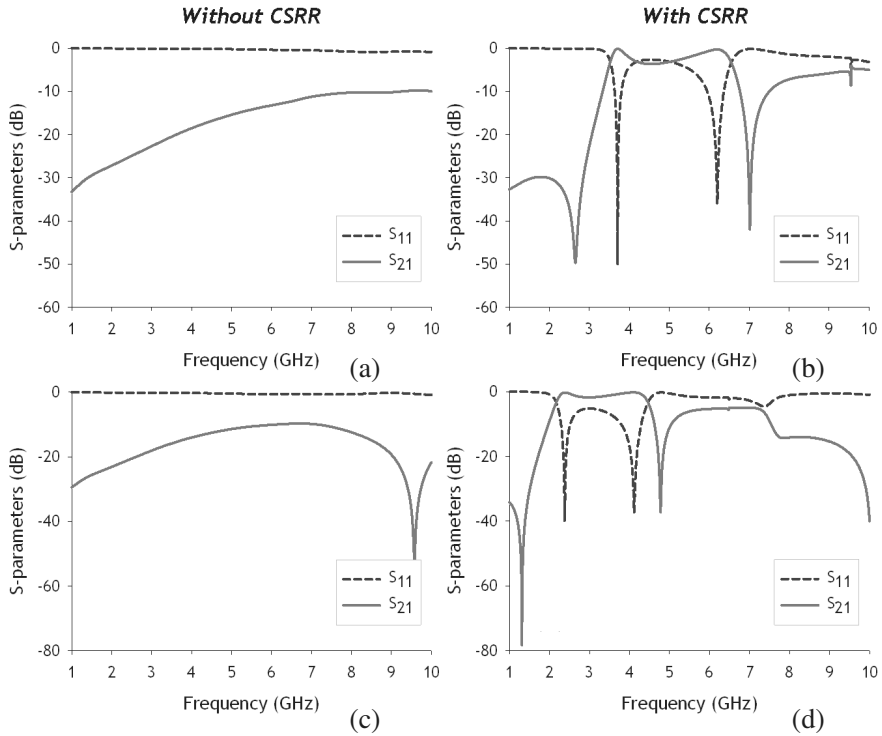 Without CSRR
With CSRR
0
-10
-20
-30
-40
-50
-60
S-parameters (dB)
S11
S21
1 2 3 4 5 6 7 8 9 10
Frequency (GHz)
(a)
0
-10
-20
-30
-40
-50
-60
S-parameters (dB)
S11
S21
1 2 3 4 5 6 7 8 9 10
Frequency (GHz)
(b)
0
-20
-40
-60
-80
S-parameters (dB)
S11
S21
1 2 3 4 5 6 7 8 9 10
Frequency (GHz)
(c)
0
-20
-40
-60
-80
S-parameters (dB)
S11
S21
1 2 3 4 5 6 7 8 9 10
Frequency (GHz)
(d)